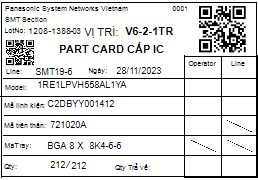 Panasonic System Networks Vietnam 0001
SMT Section
LotNo: 1208-1388-03 VỊ TRÍ: V6-2-1TR
PART CARD CẤP IC
Line: SMT19-6 Ngày: 28/11/2023
Operator Line
Model: 1RE1LPVH558AL1YA
Mã linh kiện: C2DBYY001412
Mã trên thân: 721020A
MaTray: BGA 8 X 8K4-6-6
Qty: 212/212 Qty Trả về: